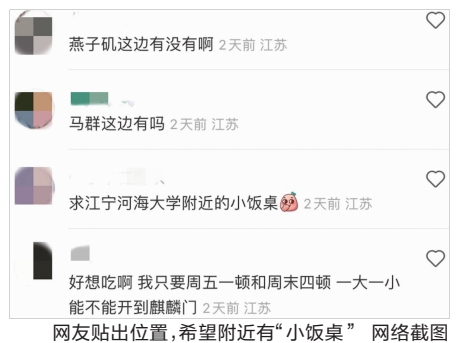 燕子矶这边有没有啊 2天前 江苏
马群这边有吗 2天前 江苏
求江宁河海大学附近的小饭桌 2天前 江苏
好想吃啊 我只要周五一顿和周末四顿 一大一小
能不能开到麒麟门 2天前 江苏
网友贴出位置,希望附近有“小饭桌” 网络截图